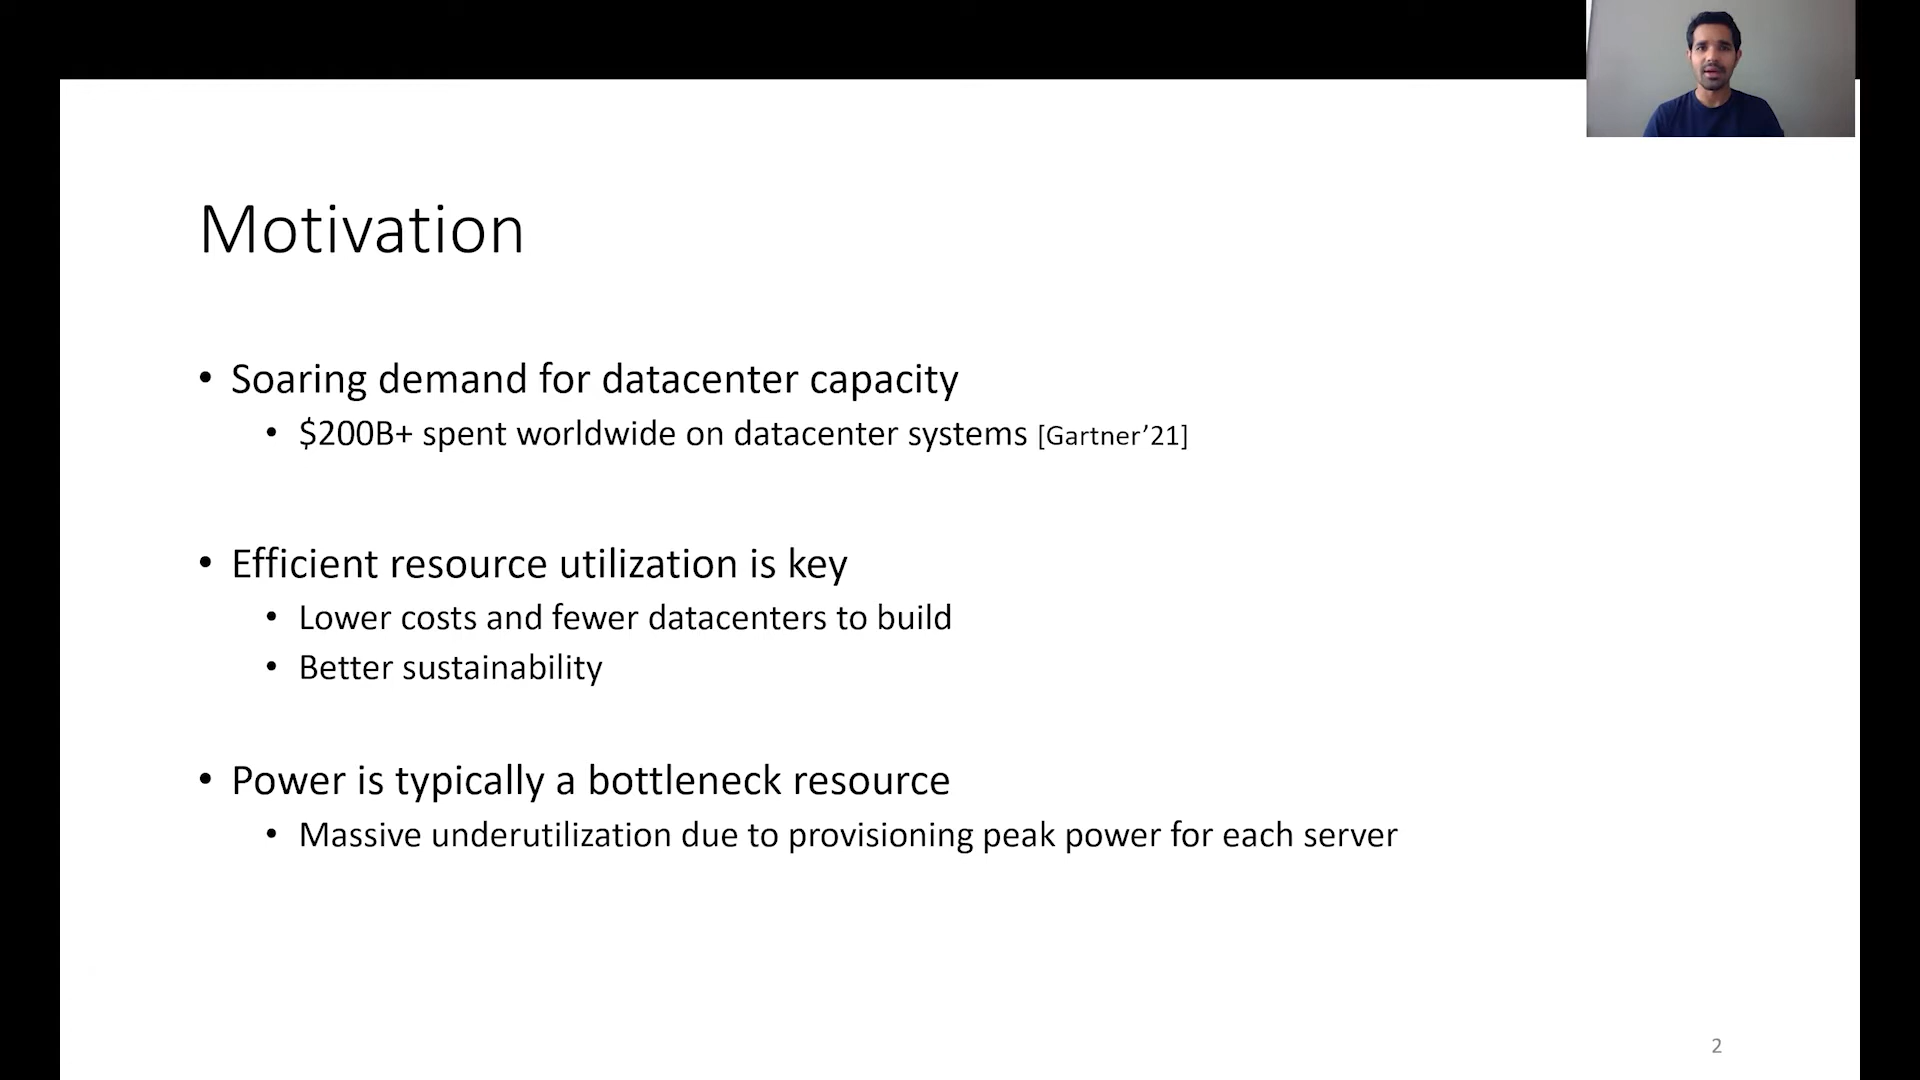 Motivation
• Soaring demand for datacenter capacity
• $200B+ spent worldwide on datacenter systems [Gartner’21]
• Efficient resource utilization is key
• Lower costs and fewer datacenters to build
• Better sustainability
• Power is typically a bottleneck resource
• Massive underutilization due to provisioning peak power for each server
2